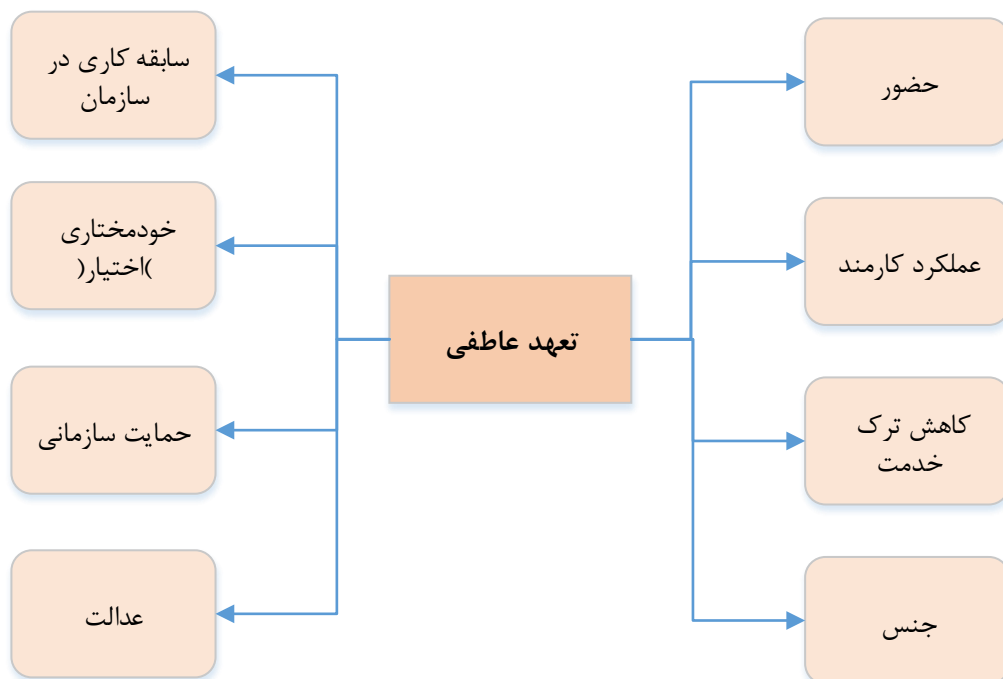 حضور
عملکرد کارمند
کاهش ترک
خدمت
جنس
تعهد عاطفی
سابقه کاری در
سازمان
خودمختاری
)اختیار(
حمایت سازمانی
عدالت